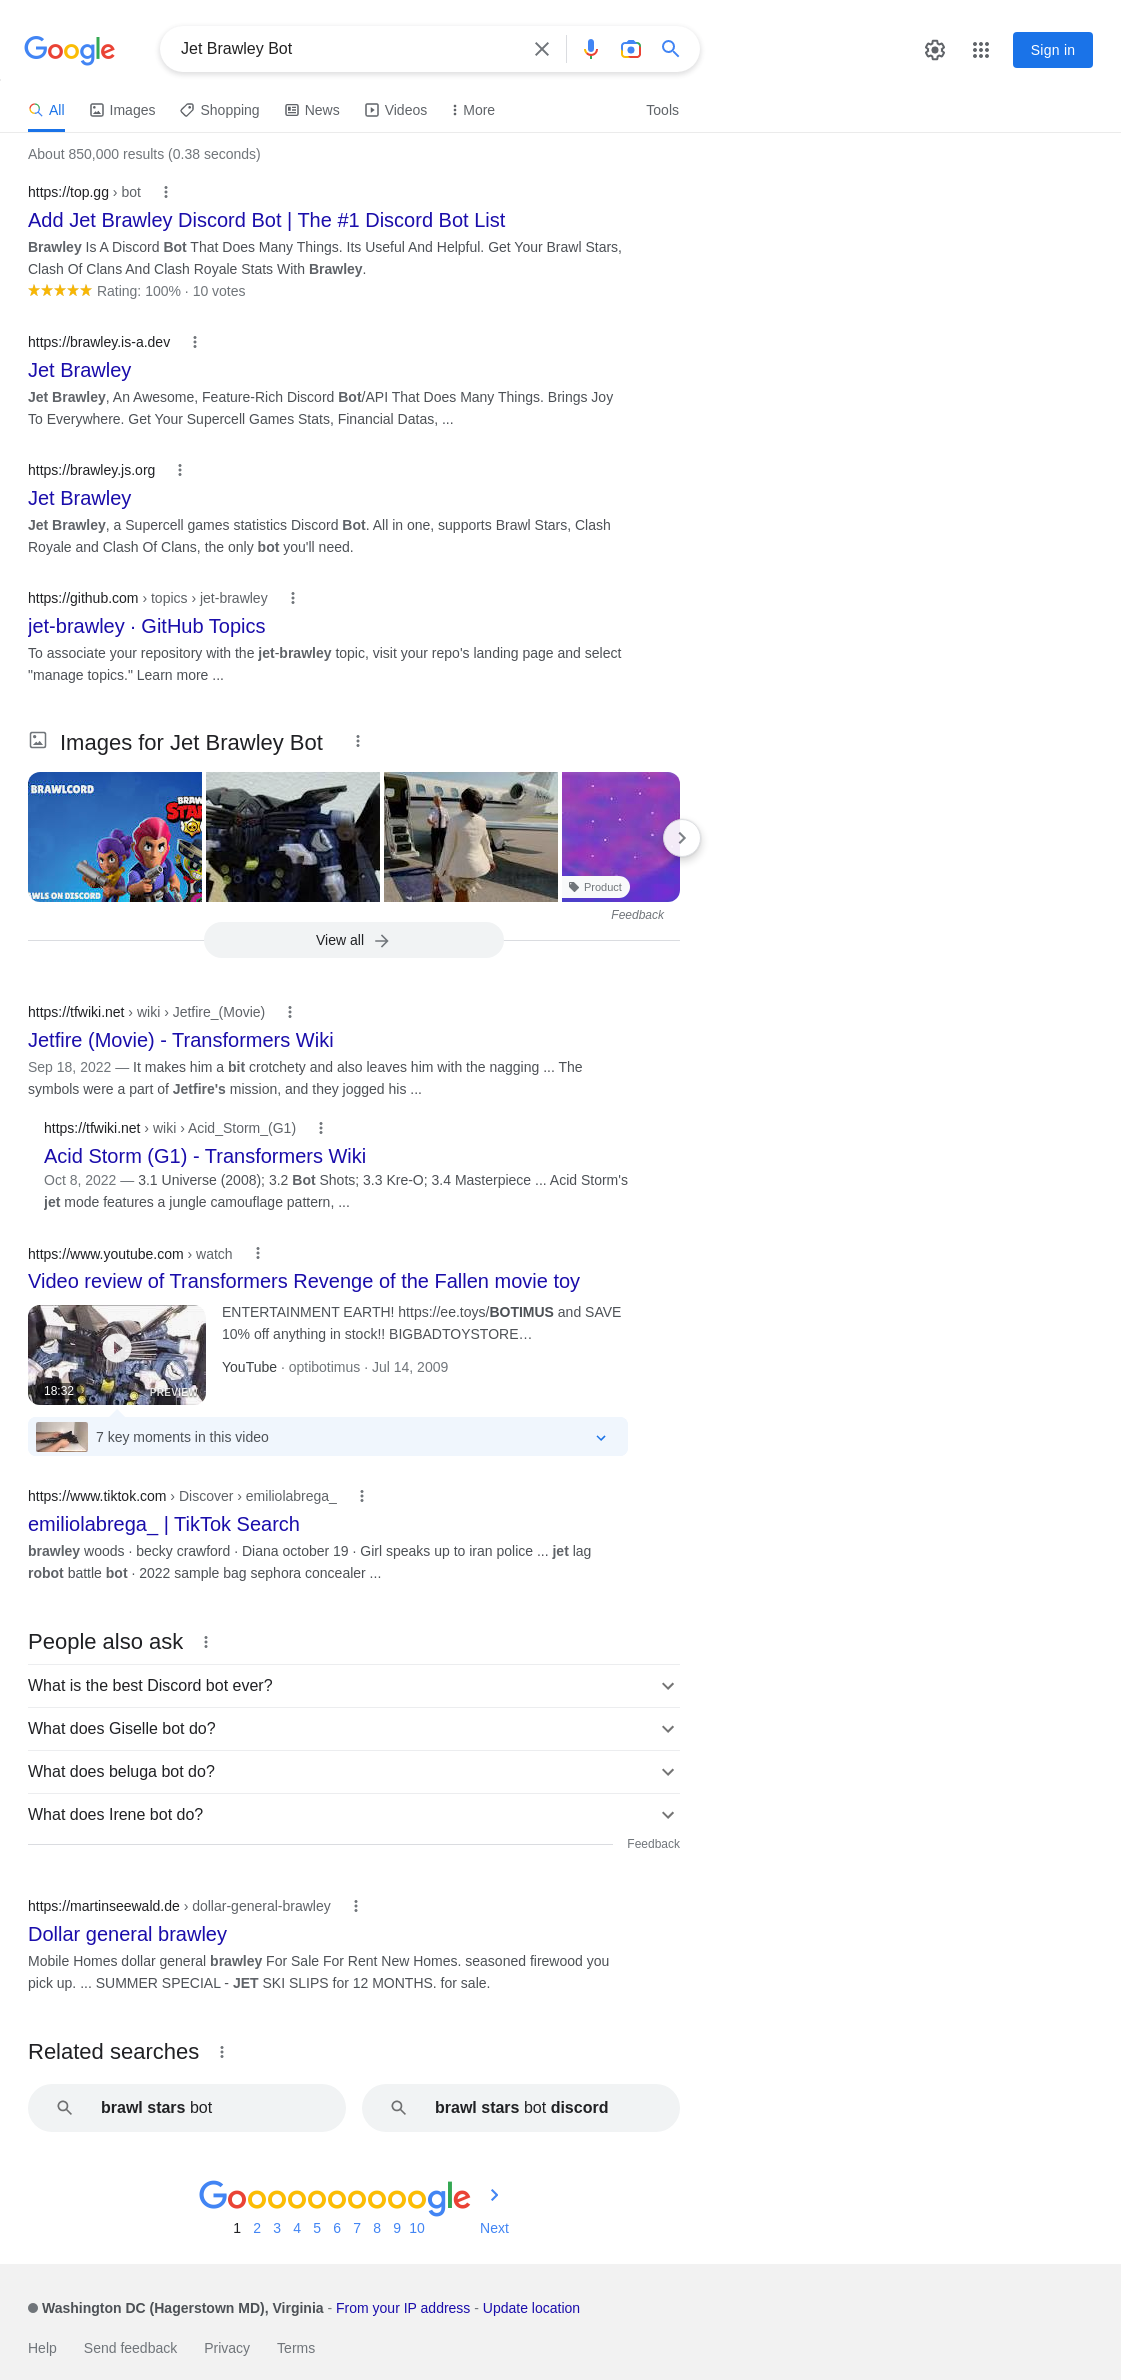 Google
Jet Brawley Bot
Sign in
All
Images
Shopping
News
Videos
More
Tools
About 850,000 results (0.38 seconds)
https://top.gg › bot
Add Jet Brawley Discord Bot | The #1 Discord Bot List
Brawley Is A Discord Bot That Does Many Things. Its Useful And Helpful. Get Your Brawl Stars,
Clash Of Clans And Clash Royale Stats With Brawley.
Rating: 100% · 10 votes
https://brawley.is-a.dev
Jet Brawley
Jet Brawley, An Awesome, Feature-Rich Discord Bot/API That Does Many Things. Brings Joy
To Everywhere. Get Your Supercell Games Stats, Financial Datas, ...
https://brawley.js.org
Jet Brawley
Jet Brawley, a Supercell games statistics Discord Bot. All in one, supports Brawl Stars, Clash
Royale and Clash Of Clans, the only bot you'll need.
https://github.com › topics › jet-brawley
jet-brawley · GitHub Topics
To associate your repository with the jet-brawley topic, visit your repo's landing page and select
"manage topics." Learn more ...
Images for Jet Brawley Bot
BRAWLCORD
BRAW
STA
AWLS ON DISCORD
Product
Feedback
View all
https://tfwiki.net › wiki › Jetfire_(Movie)
Jetfire (Movie) - Transformers Wiki
Sep 18, 2022 — It makes him a bit crotchety and also leaves him with the nagging ... The
symbols were a part of Jetfire's mission, and they jogged his ...
https://tfwiki.net › wiki › Acid_Storm_(G1)
Acid Storm (G1) - Transformers Wiki
Oct 8, 2022 — 3.1 Universe (2008); 3.2 Bot Shots; 3.3 Kre-O; 3.4 Masterpiece ... Acid Storm's
jet mode features a jungle camouflage pattern, ...
https://www.youtube.com › watch
Video review of Transformers Revenge of the Fallen movie toy
ENTERTAINMENT EARTH! https://ee.toys/BOTIMUS and SAVE
10% off anything in stock!! BIGBADTOYSTORE…
YouTube · optibotimus · Jul 14, 2009
18:32
PREVIEW
7 key moments in this video
https://www.tiktok.com › Discover › emiliolabrega_
emiliolabrega_ | TikTok Search
brawley woods · becky crawford · Diana october 19 · Girl speaks up to iran police ... jet lag
robot battle bot · 2022 sample bag sephora concealer ...
People also ask
What is the best Discord bot ever?
What does Giselle bot do?
What does beluga bot do?
What does Irene bot do?
Feedback
https://martinseewald.de › dollar-general-brawley
Dollar general brawley
Mobile Homes dollar general brawley For Sale For Rent New Homes. seasoned firewood you
pick up. ... SUMMER SPECIAL - JET SKI SLIPS for 12 MONTHS. for sale.
Related searches
brawl stars bot
brawl stars bot discord
Goooooooooogle
1 2 3 4 5 6 7 8 9 10 Next
Washington DC (Hagerstown MD), Virginia - From your IP address - Update location
Help Send feedback Privacy Terms